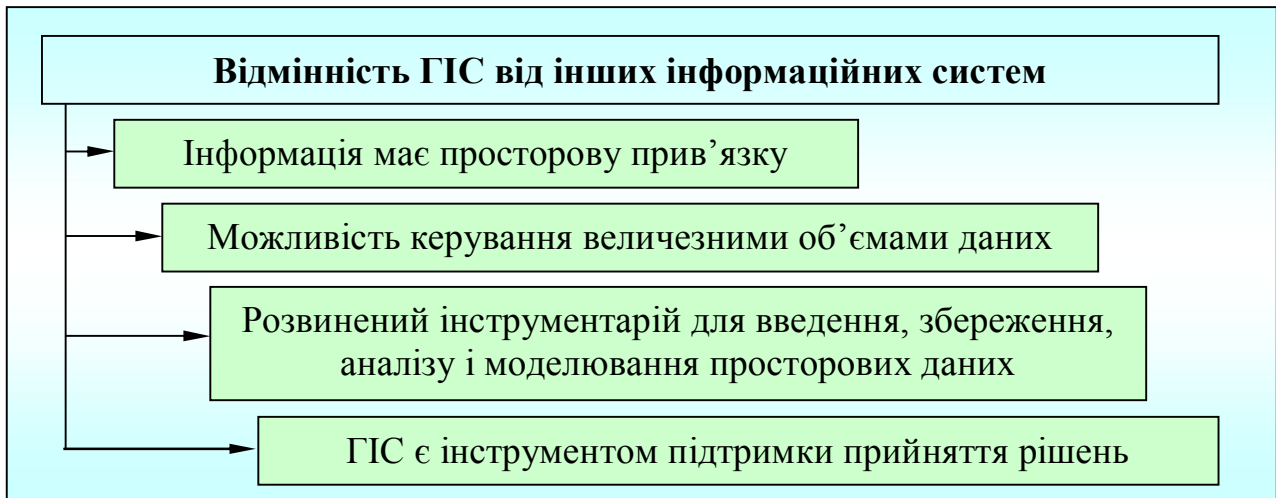 Відмінність ГІС від інших інформаційних систем
Інформація має просторову прив’язку
Можливість керування величезними об’ємами даних
Розвинений інструментарій для введення, збереження,
аналізу і моделювання просторових даних
ГІС є інструментом підтримки прийняття рішень